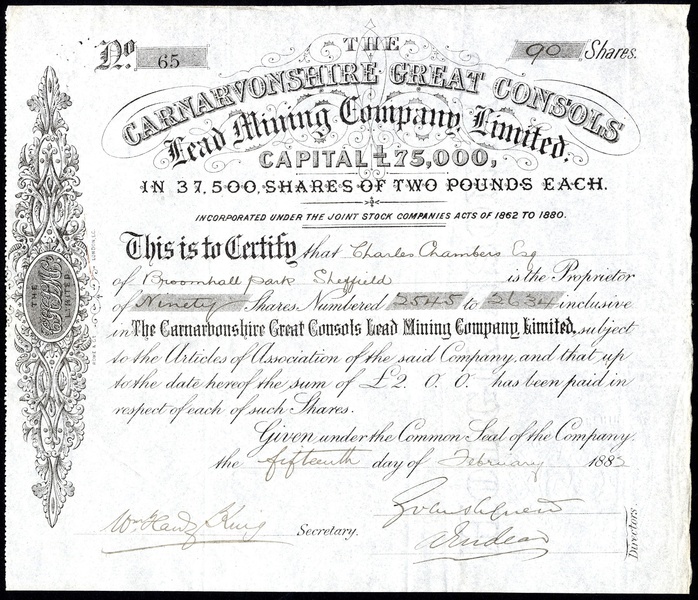 No. 65
90 Shares.
THE
CARNARVONSHIRE GREAT CONSOLS
Lead Mining Company Limited.
CAPITAL £75,000,
IN 37,500 SHARES OF TWO POUNDS EACH.
INCORPORATED UNDER THE JOINT STOCK COMPANIES ACTS OF 1862 TO 1880.
This is to Certify that Charles Chambers Esq
of Broomhall Park Sheffield is the Proprietor
of Ninety Shares Numbered 2545 to 2634 inclusive
in The Carnarvonshire Great Consols Lead Mining Company, Limited, subject
to the Articles of Association of the said Company, and that up
to the date hereof the sum of £2. 0. 0. has been paid in
respect of each of such Shares.
Given under the Common Seal of the Company.
the fifteenth day of February 188
King Secretary.
Directors
THE
LIMITED